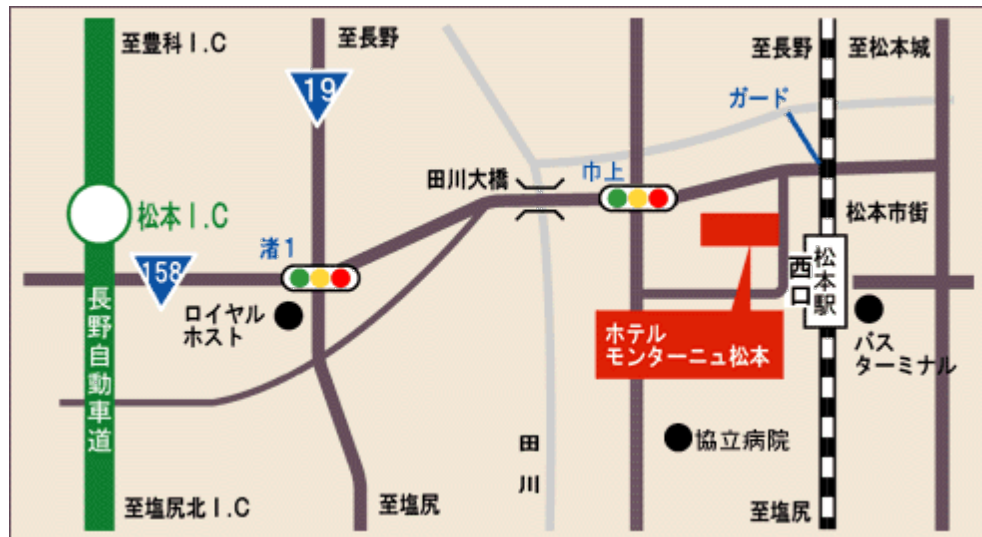 至豊科I.C
至長野
至長野
至松本城
19
ガード
田川大橋
巾上
松本I.C
渚1
松本市街
158
松本駅
西口
ロイヤル
ホスト
ホテル
モンターニュ松本
バス
ターミナル
長野自動車道
協立病院
田川
至塩尻北I.C
至塩尻
至塩尻